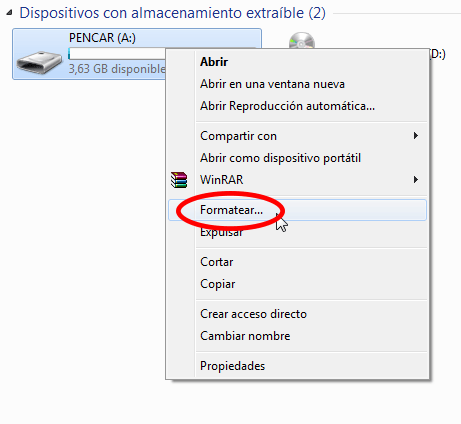 Dispositivos con almacenamiento extraíble (2)
PENCAR (A:)
3,63 GB disponible
D:)
Abrir
Abrir en una ventana nueva
Abrir Reproducción automática...
Compartir con
Abrir como dispositivo portátil
WinRAR
Formatear...
Expulsar
Cortar
Copiar
Crear acceso directo
Cambiar nombre
Propiedades